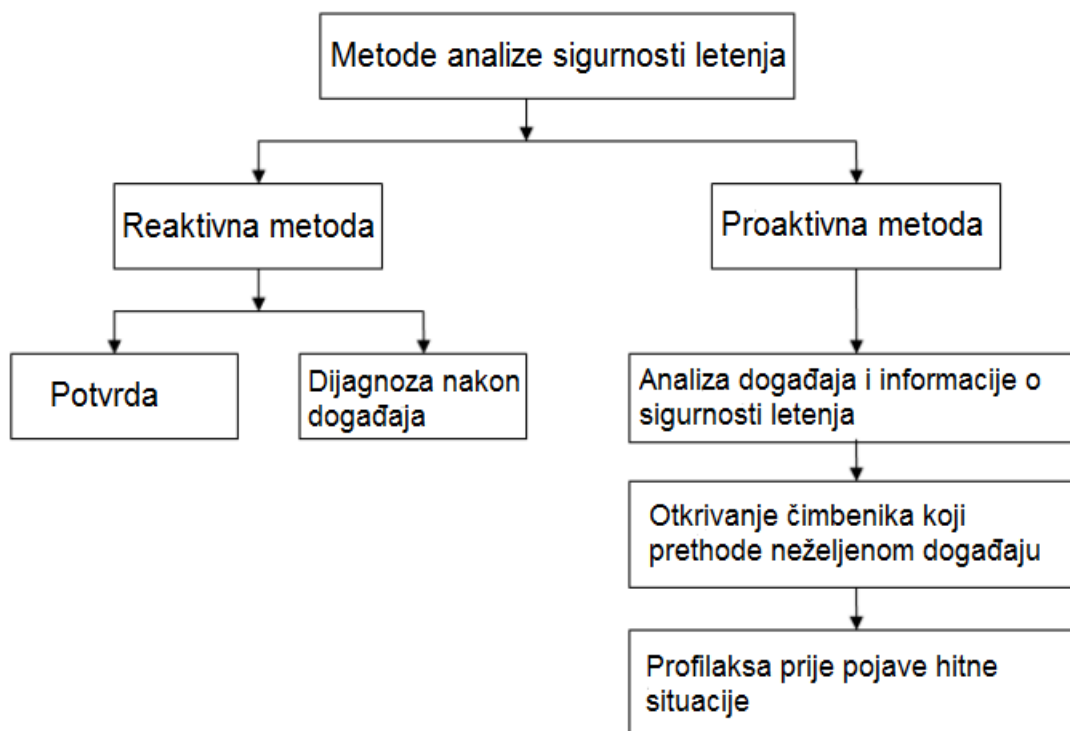 Metode analize sigurnosti letenja
Reaktivna metoda
Proaktivna metoda
Potvrda
Dijagnoza nakon
događaja
Analiza događaja i informacije o
sigurnosti letenja
Otkrivanje čimbenika koji
prethode neželjenom događaju
Profilaksa prije pojave hitne
situacije